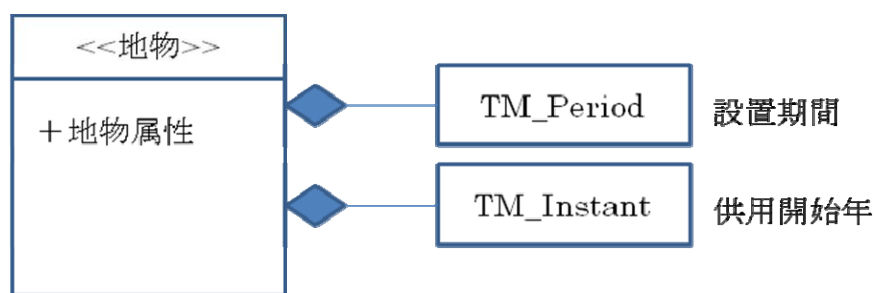 <<地物>>
＋地物属性
TM_Period
設置期間
TM_Instant
供用開始年